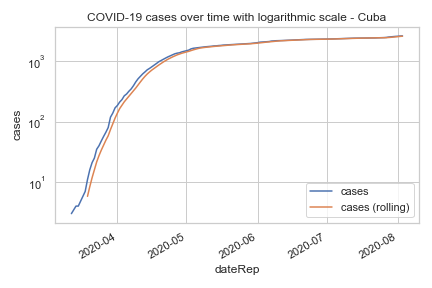 COVID-19 cases over time with logarithmic scale - Cuba
cases
10³
10²
10¹
cases
cases (rolling)
2020-04
2020-05
2020-06
2020-07
2020-08
dateRep